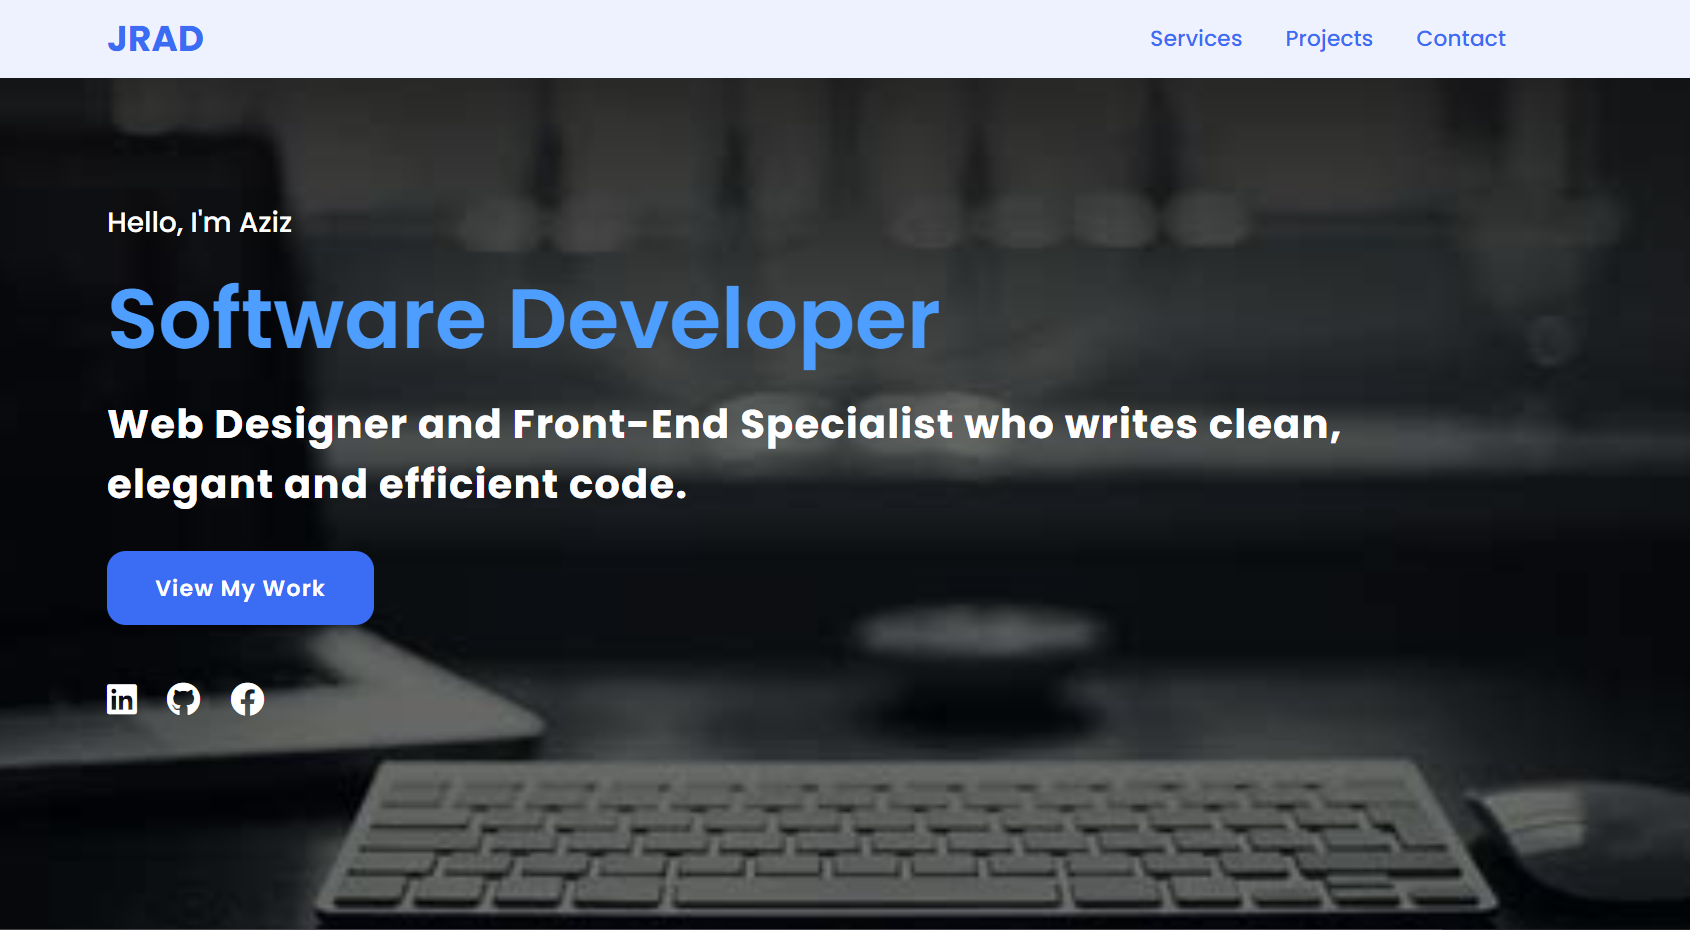 JRAD
Services Projects Contact
Hello, I'm Aziz
Software Developer
Web Designer and Front-End Specialist who writes clean,
elegant and efficient code.
View My Work
in